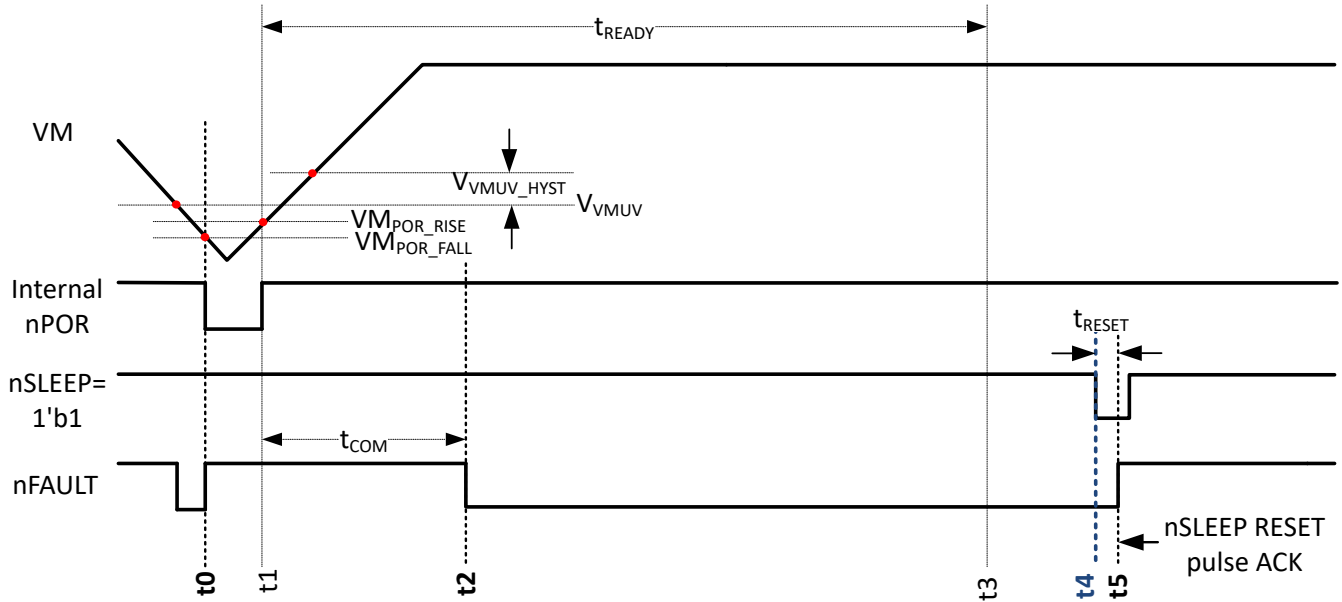 tREADY
VM
VVMUV_HYST
VVMUV
VMPOR_RISE
VMPOR_FALL
Internal
nPOR
tRESET
nSLEEP=
1'b1
tCOM
nFAULT
nSLEEP RESET
pulse ACK
t0
t1
t2
t3
t4
t5